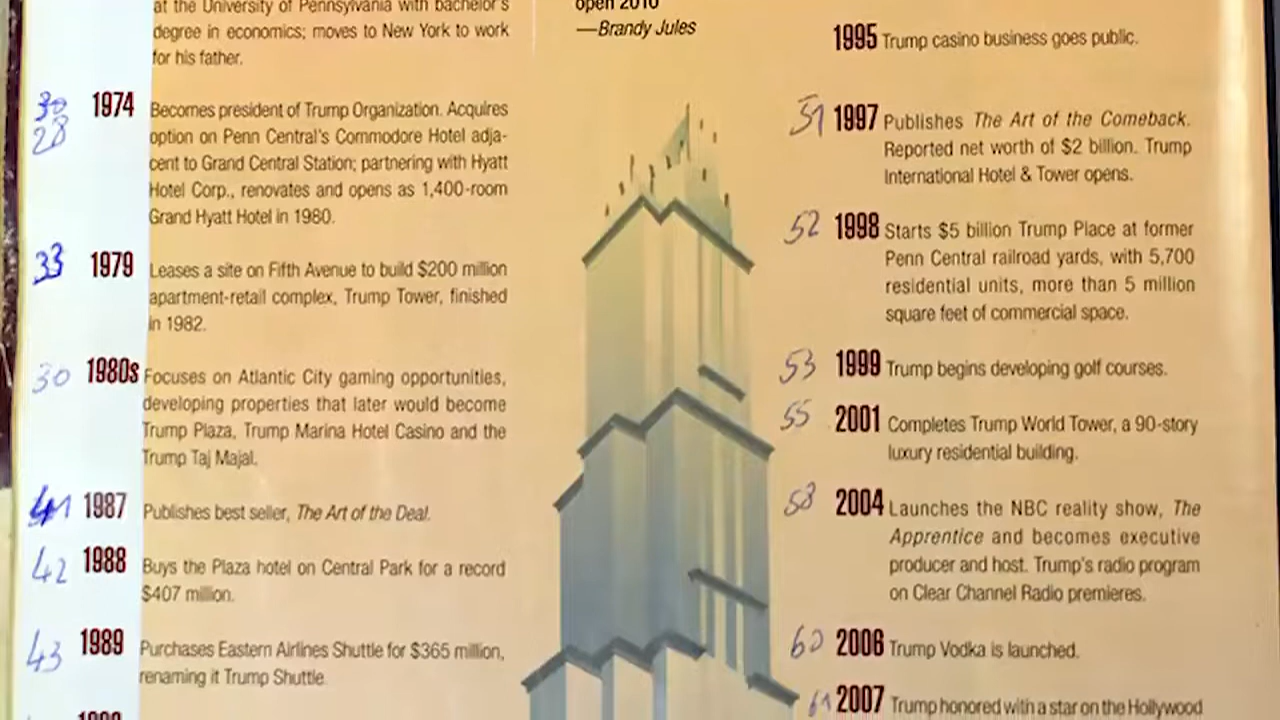 at the University of Pennsylvania with bachelor's
degree in economics; moves to New York to work
for his father.
30
28
1974 Becomes president of Trump Organization. Acquires
option on Penn Central's Commodore Hotel adja-
cent to Grand Central Station; partnering with Hyatt
Hotel Corp., renovates and opens as 1,400-room
Grand Hyatt Hotel in 1980.
33 1979 Leases a site on Fifth Avenue to build $200 million
apartment-retail complex, Trump Tower, finished
in 1982.
30 1980s Focuses on Atlantic City gaming opportunities,
developing properties that later would become
Trump Plaza, Trump Marina Hotel Casino and the
Trump Taj Majal.
41 1987 Publishes best seller, The Art of the Deal.
42 1988 Buys the Plaza hotel on Central Park for a record
$407 million.
43 1989 Purchases Eastern Airlines Shuttle for $365 million,
renaming it Trump Shuttle.
open 2010
—Brandy Jules
1995 Trump casino business goes public.
51 1997 Publishes The Art of the Comeback.
Reported net worth of $2 billion. Trump
International Hotel & Tower opens.
52 1998 Starts $5 billion Trump Place at former
Penn Central railroad yards, with 5,700
residential units, more than 5 million
square feet of commercial space.
53 1999 Trump begins developing golf courses.
55 2001 Completes Trump World Tower, a 90-story
luxury residential building.
58 2004 Launches the NBC reality show, The
Apprentice and becomes executive
producer and host. Trump's radio program
on Clear Channel Radio premieres.
60 2006 Trump Vodka is launched.
61 2007 Trump honored with a star on the Hollywood